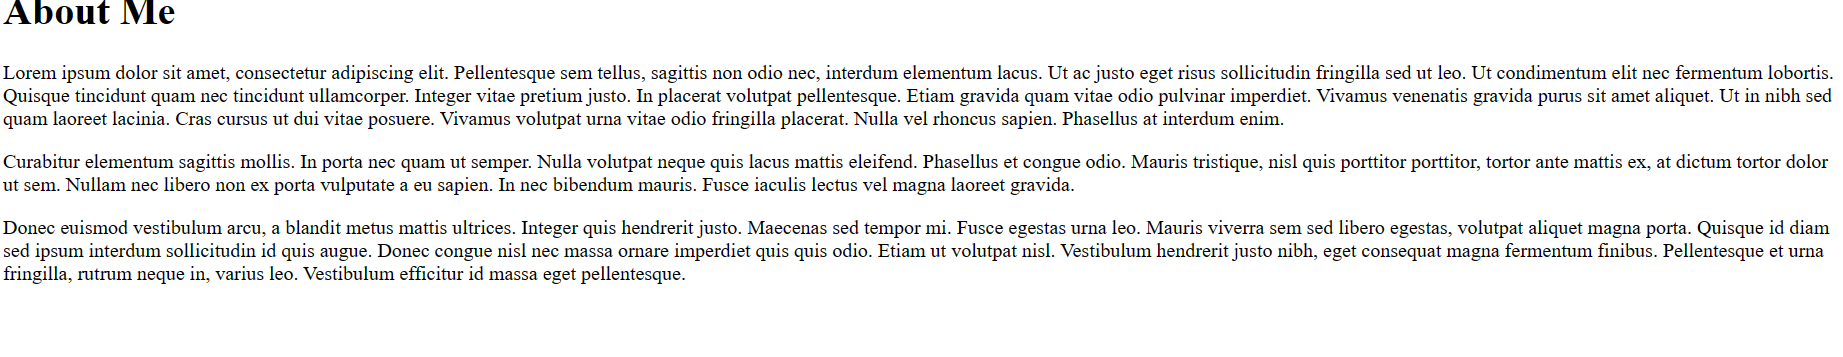 About Me
Lorem ipsum dolor sit amet, consectetur adipiscing elit. Pellentesque sem tellus, sagittis non odio nec, interdum elementum lacus. Ut ac justo eget risus sollicitudin fringilla sed ut leo. Ut condimentum elit nec fermentum lobortis.
Quisque tincidunt quam nec tincidunt ullamcorper. Integer vitae pretium justo. In placerat volutpat pellentesque. Etiam gravida quam vitae odio pulvinar imperdiet. Vivamus venenatis gravida purus sit amet aliquet. Ut in nibh sed
quam laoreet lacinia. Cras cursus ut dui vitae posuere. Vivamus volutpat urna vitae odio fringilla placerat. Nulla vel rhoncus sapien. Phasellus at interdum enim.
Curabitur elementum sagittis mollis. In porta nec quam ut semper. Nulla volutpat neque quis lacus mattis eleifend. Phasellus et congue odio. Mauris tristique, nisl quis porttitor porttitor, tortor ante mattis ex, at dictum tortor dolor
ut sem. Nullam nec libero non ex porta vulputate a eu sapien. In nec bibendum mauris. Fusce iaculis lectus vel magna laoreet gravida.
Donec euismod vestibulum arcu, a blandit metus mattis ultrices. Integer quis hendrerit justo. Maecenas sed tempor mi. Fusce egestas urna leo. Mauris viverra sem sed libero egestas, volutpat aliquet magna porta. Quisque id diam
sed ipsum interdum sollicitudin id quis augue. Donec congue nisl nec massa ornare imperdiet quis quis odio. Etiam ut volutpat nisl. Vestibulum hendrerit justo nibh, eget consequat magna fermentum finibus. Pellentesque et urna
fringilla, rutrum neque in, varius leo. Vestibulum efficitur id massa eget pellentesque.